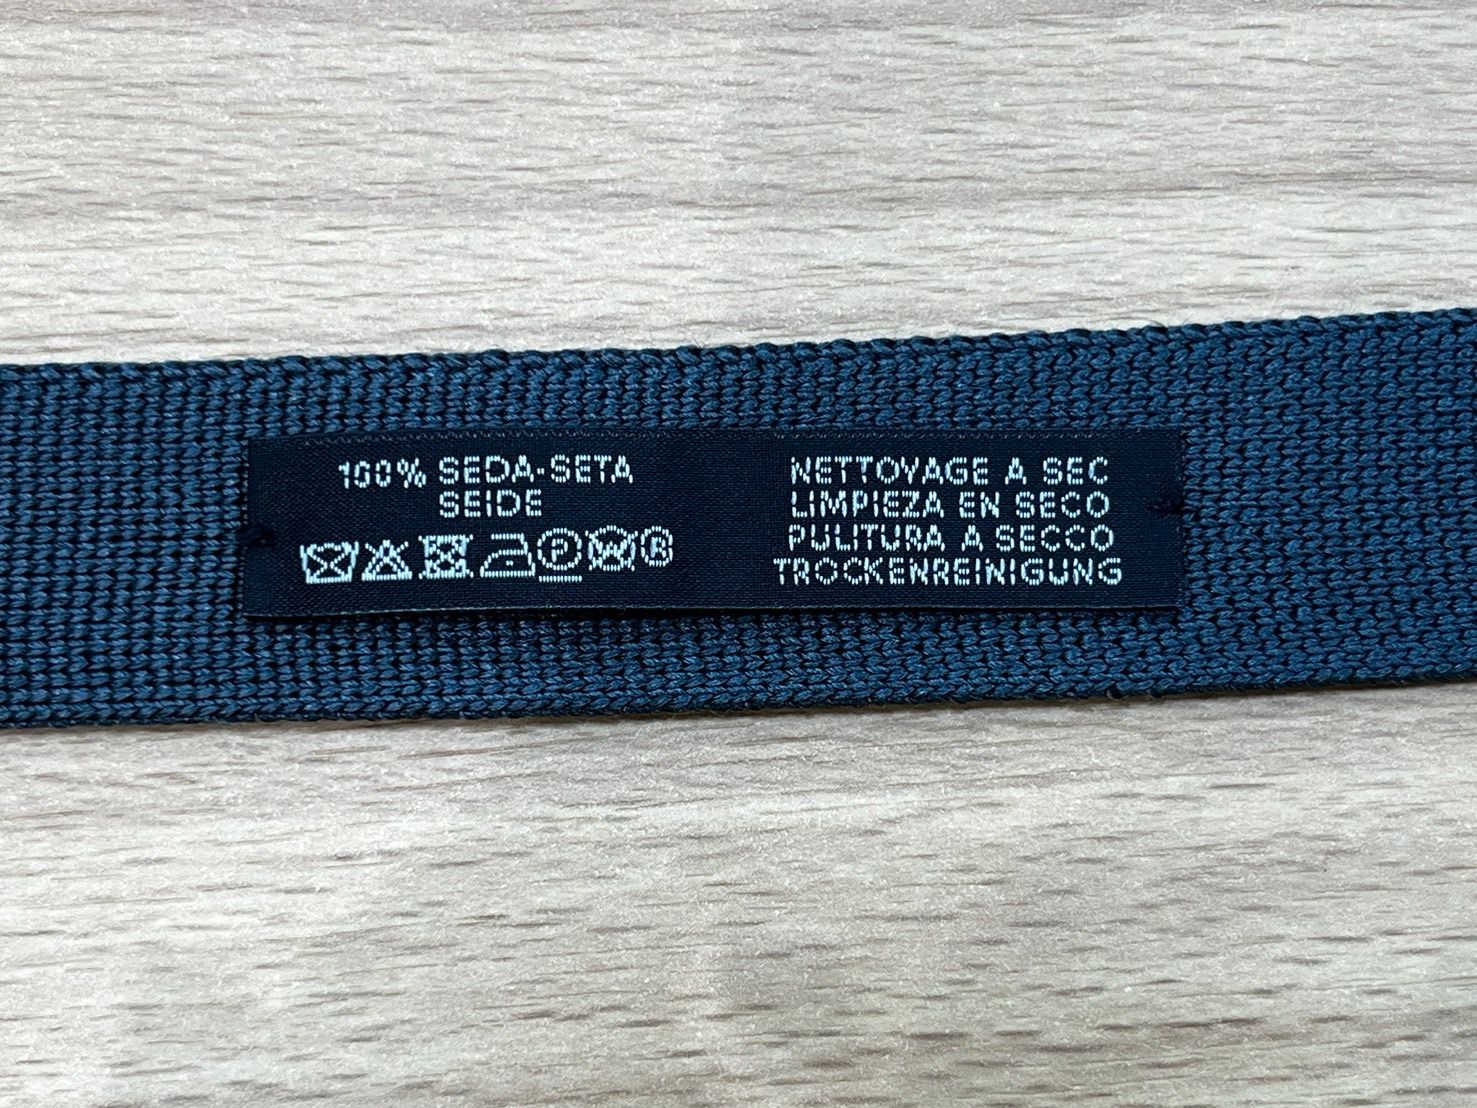 100% SEDA-SETA
SEIDE
P W R
NETTOYAGE A SEC
LIMPIEZA EN SECO
PULITURA A SECCO
TROCKENREINIGUNG